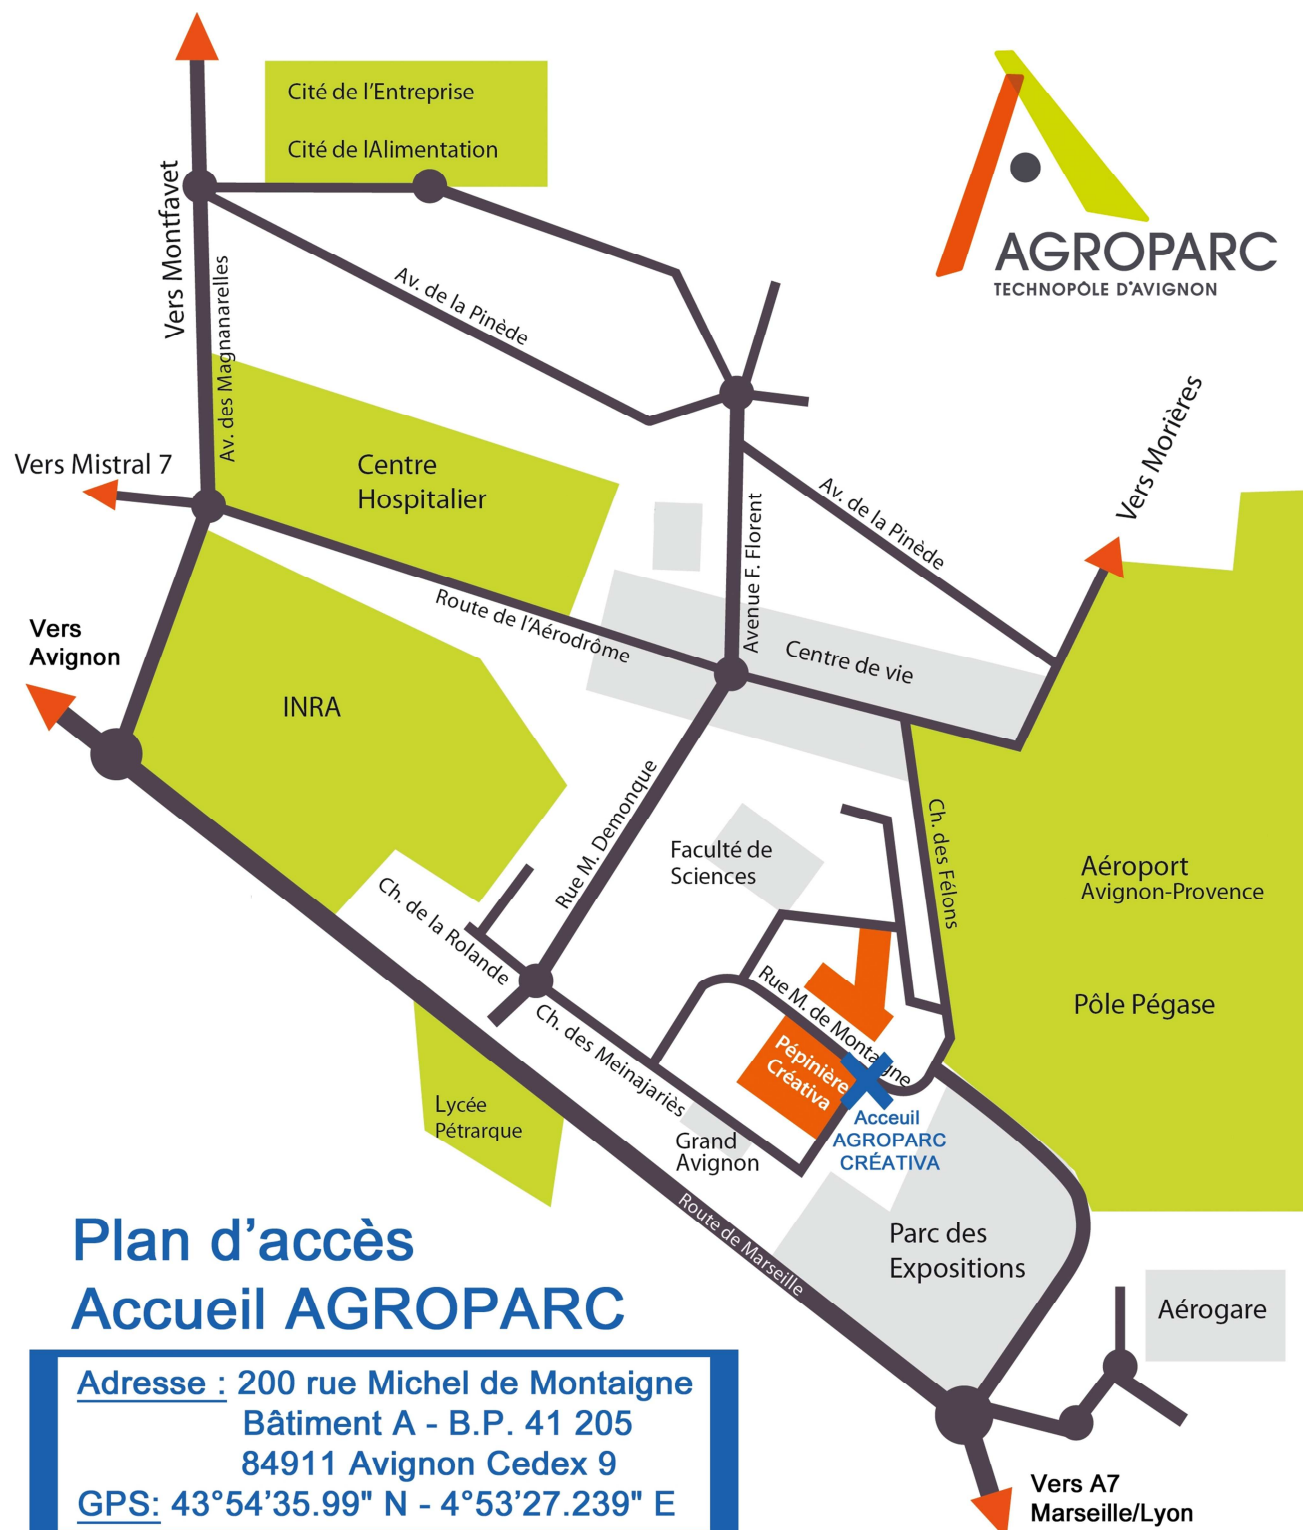 Cité de l'Entreprise
Cité de lAlimentation
AGROPARC
TECHNOPÔLE D'AVIGNON
Vers Montfavet
Av. des Magnanarelles
Av. de la Pinède
Vers Mistral 7
Centre
Hospitalier
Vers Morières
Av. de la Pinède
Avenue F. Florent
Route de l'Aérodrôme
Centre de vie
Vers
Avignon
INRA
Rue M. Demonque
Faculté de
Sciences
Ch. des Félons
Aéroport
Avignon-Provence
Pôle Pégase
Ch. de la Rolande
Ch. des Meinajariès
Rue M. de Montaigne
Pépinière
Créativa
Acceuil
AGROPARC
CRÉATIVA
Lycée
Pétrarque
Grand
Avignon
Route de Marseille
Parc des
Expositions
Aérogare
Vers A7
Marseille/Lyon
Plan d'accès
Accueil AGROPARC
Adresse : 200 rue Michel de Montaigne
Bâtiment A - B.P. 41 205
84911 Avignon Cedex 9
GPS: 43°54'35.99" N - 4°53'27.239" E